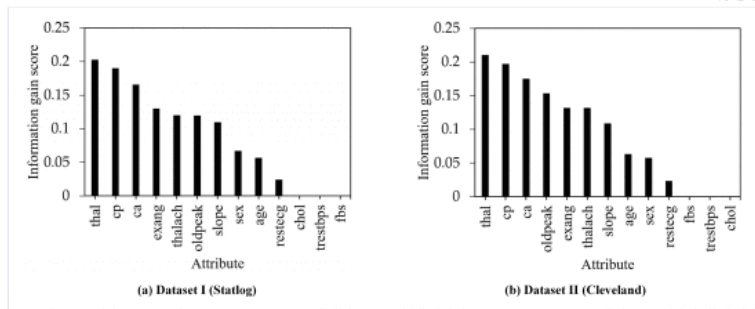 0.25
0.2
0.15
0.1
0.05
0
Information gain score
thal
cp
ca
exang
thalach
oldpeak
slope
sex
age
restecg
chol
trestbps
fbs
Attribute
(a) Dataset I (Statlog)
0.25
0.2
0.15
0.1
0.05
0
Information gain score
thal
cp
ca
oldpeak
exang
thalach
slope
age
sex
restecg
fbs
trestbps
chol
Attribute
(b) Dataset II (Cleveland)